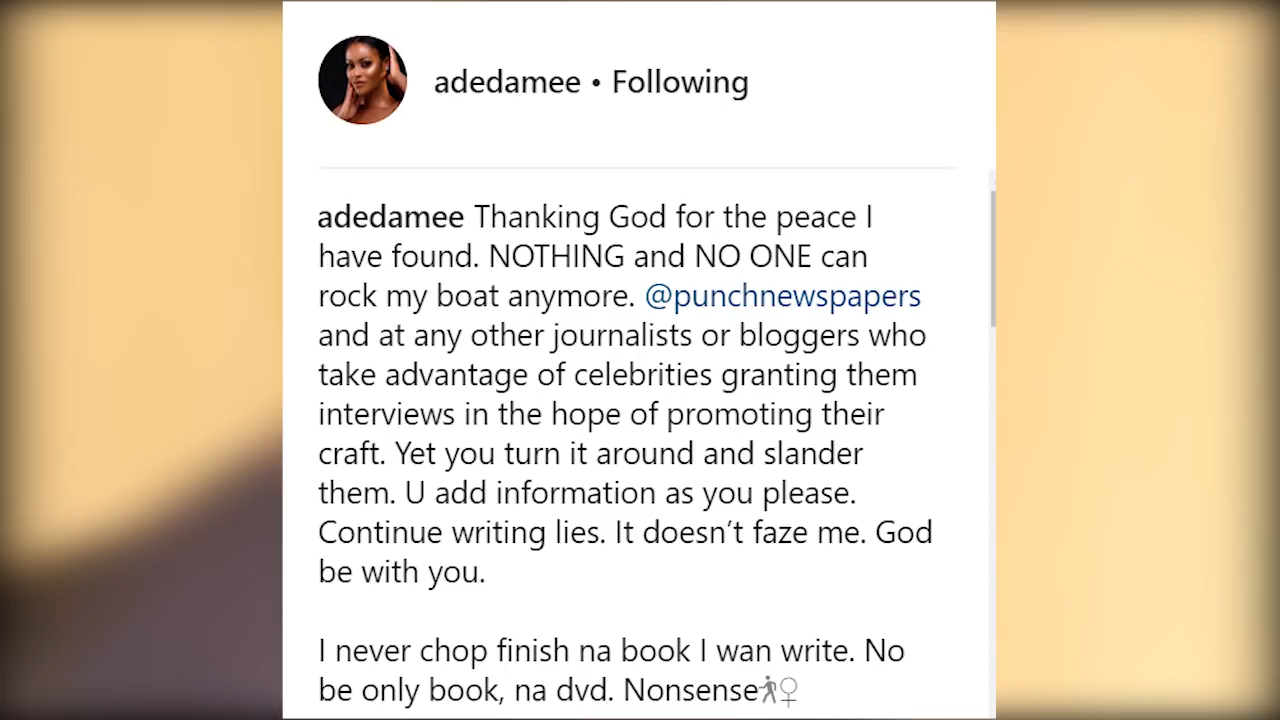 adedamee • Following
adedamee Thanking God for the peace I
have found. NOTHING and NO ONE can
rock my boat anymore. @punchnewspapers
and at any other journalists or bloggers who
take advantage of celebrities granting them
interviews in the hope of promoting their
craft. Yet you turn it around and slander
them. U add information as you please.
Continue writing lies. It doesn't faze me. God
be with you.
I never chop finish na book I wan write. No
be only book, na dvd. Nonsense🚶♀